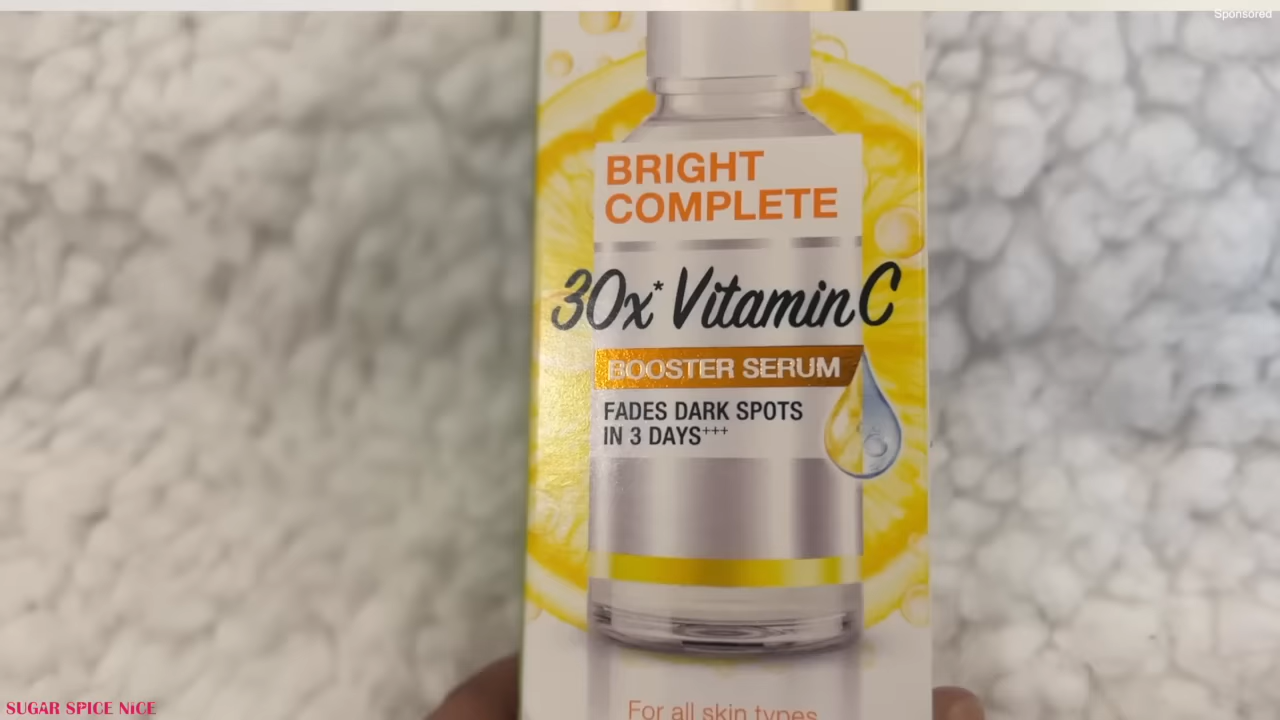 Sponsored
BRIGHT
COMPLETE
30x* Vitamin C
BOOSTER SERUM
FADES DARK SPOTS
IN 3 DAYS+++
For all skin types
SUGAR SPICE NiCE